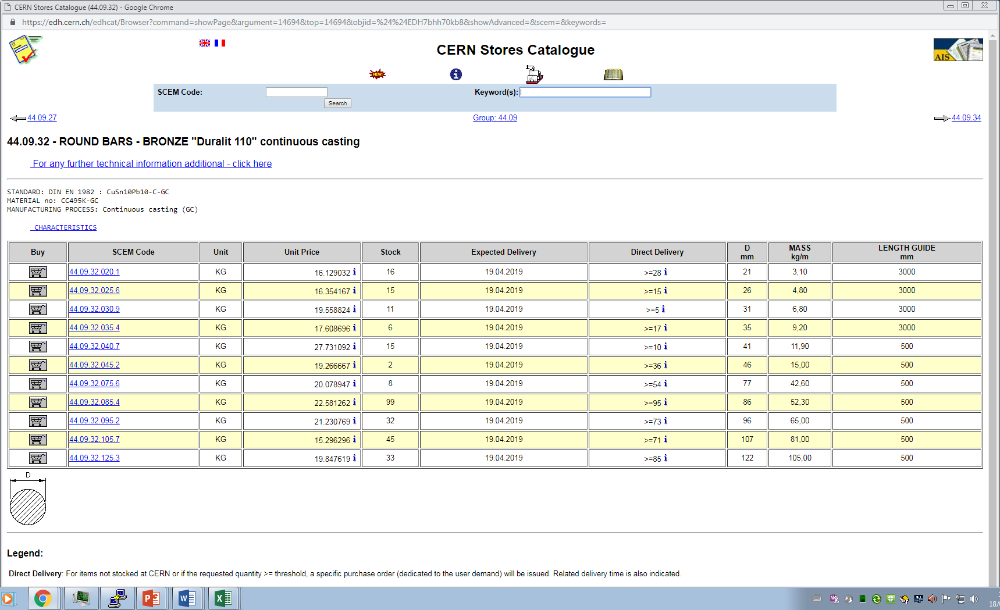 CERN Stores Catalogue (44.09.32) - Google Chrome
https://edh.cern.ch/edhcat/Browser?command=showPage&argument=14694&top=14694&objid=%24%24EDH7bhh70kb8&showAdvanced=&scem=&keywords=
CERN Stores Catalogue
AIS
NEW!
SCEM Code: Keyword(s):
Search
44.09.27 Group: 44.09 44.09.34
44.09.32 - ROUND BARS - BRONZE "Duralit 110" continuous casting
For any further technical information additional - click here
STANDARD: DIN EN 1982 : CuSn10Pb10-C-GC
MATERIAL no: CC495K-GC
MANUFACTURING PROCESS: Continuous casting (GC)
CHARACTERISTICS
Buy SCEM Code Unit Unit Price Stock Expected Delivery Direct Delivery D mm MASS kg/m LENGTH GUIDE mm
44.09.32.020.1 KG 16.129032 i 16 19.04.2019 >=28 i 21 3,10 3000
44.09.32.025.6 KG 16.354167 i 15 19.04.2019 >=15 i 26 4,80 3000
44.09.32.030.9 KG 19.558824 i 11 19.04.2019 >=5 i 31 6,80 3000
44.09.32.035.4 KG 17.608696 i 6 19.04.2019 >=17 i 35 9,20 3000
44.09.32.040.7 KG 27.731092 i 15 19.04.2019 >=10 i 41 11,90 500
44.09.32.045.2 KG 19.266667 i 2 19.04.2019 >=36 i 46 15,00 500
44.09.32.075.6 KG 20.078947 i 8 19.04.2019 >=54 i 77 42,60 500
44.09.32.085.4 KG 22.581262 i 99 19.04.2019 >=95 i 86 52,30 500
44.09.32.095.2 KG 21.230769 i 32 19.04.2019 >=73 i 96 65,00 500
44.09.32.105.7 KG 15.296296 i 45 19.04.2019 >=71 i 107 81,00 500
44.09.32.125.3 KG 19.847619 i 33 19.04.2019 >=85 i 122 105,00 500
D
Legend:
Direct Delivery: For items not stocked at CERN or if the requested quantity >= threshold, a specific purchase order (dedicated to the user demand) will be issued. Related delivery time is also indicated.